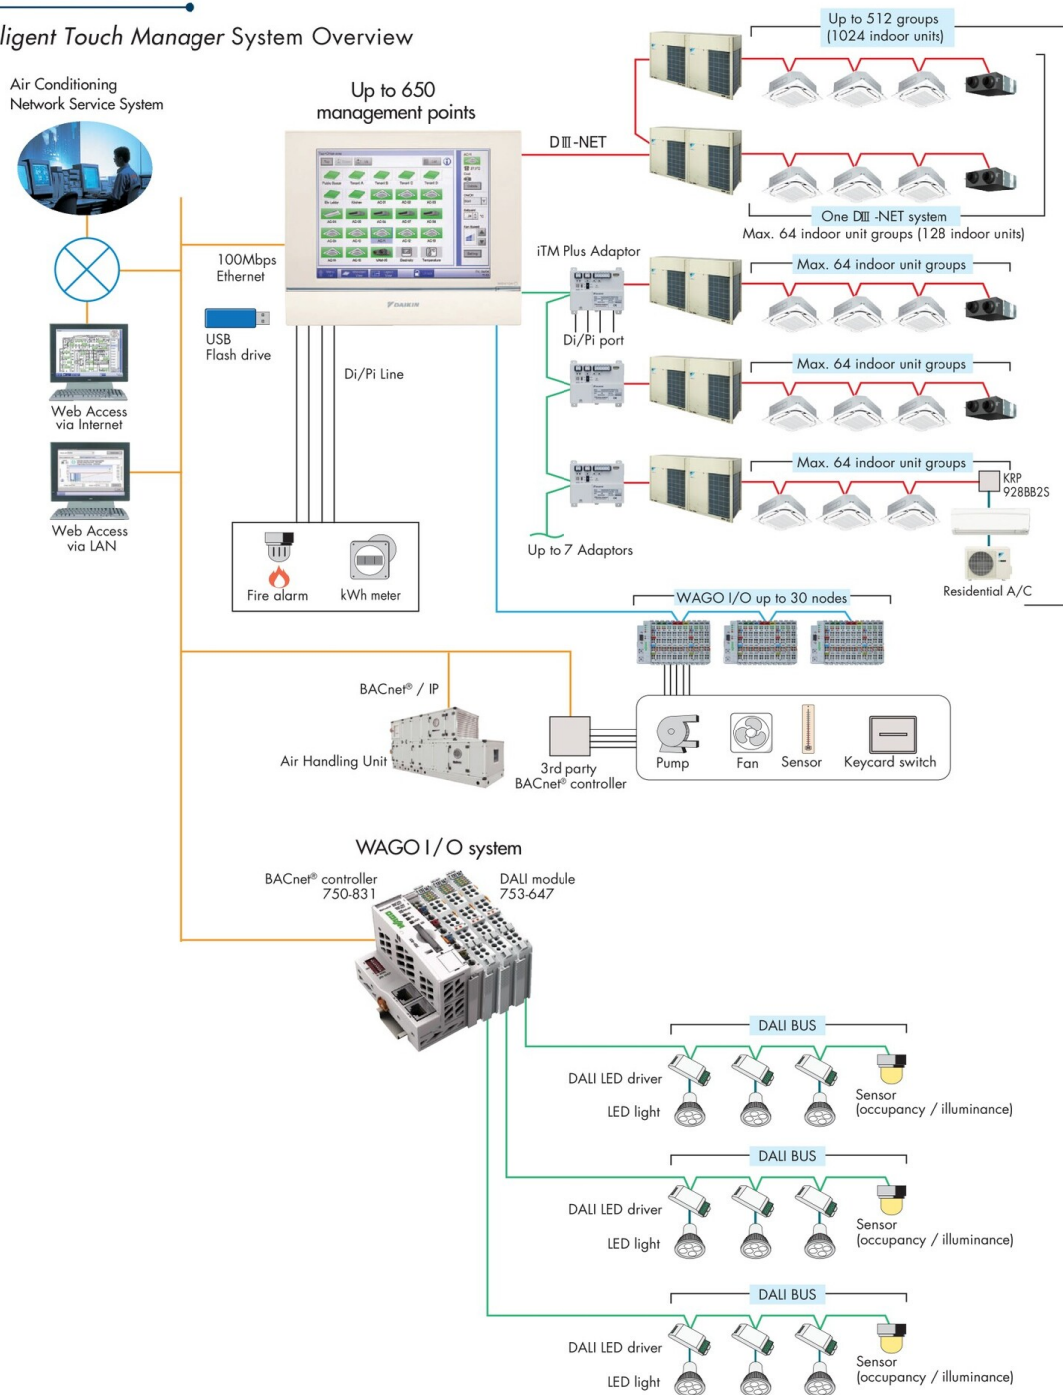 ligent Touch Manager System Overview
Air Conditioning
Network Service System
Up to 650
management points
DIII-NET
Up to 512 groups
(1024 indoor units)
One DIII-NET system
Max. 64 indoor unit groups (128 indoor units)
100Mbps
Ethernet
USB
Flash drive
DAIKIN
Di/Pi Line
iTM Plus Adaptor
Di/Pi port
Max. 64 indoor unit groups
Max. 64 indoor unit groups
Max. 64 indoor unit groups
KRP
928BB2S
Residential A/C
Up to 7 Adaptors
Web Access
via Internet
Web Access
via LAN
Fire alarm
kWh meter
WAGO I/O up to 30 nodes
BACnet® / IP
Air Handling Unit
3rd party
BACnet® controller
Pump
Fan
Sensor
Keycard switch
WAGO I/O system
BACnet® controller
750-831
DALI module
753-647
DALI BUS
DALI LED driver
LED light
Sensor
(occupancy / illuminance)
DALI BUS
DALI LED driver
LED light
Sensor
(occupancy / illuminance)
DALI BUS
DALI LED driver
LED light
Sensor
(occupancy / illuminance)